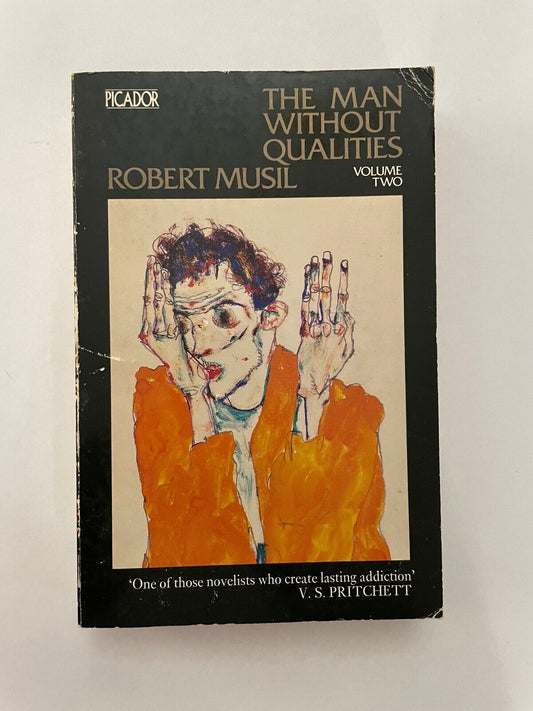 PICADOR
THE MAN
WITHOUT
QUALITIES
ROBERT MUSIL
VOLUME
TWO
‘One of those novelists who create lasting addiction’
V. S. PRITCHETT